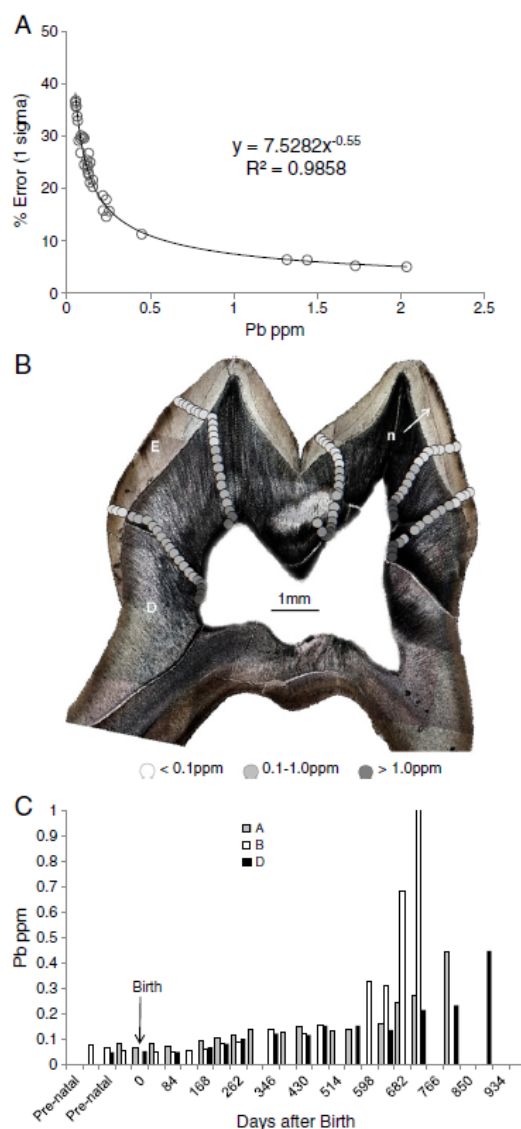 A
50
40
30
20
10
0
% Error (1 sigma)
y = 7.5282x^-0.55
R² = 0.9858
0 0.5 1 1.5 2 2.5
Pb ppm
B
E
n
D
1mm
< 0.1ppm 0.1-1.0ppm > 1.0ppm
C
1
0.9
0.8
0.7
0.6
0.5
0.4
0.3
0.2
0.1
0
Pb ppm
A
B
D
Birth
Pre-natal Pre-natal 0 84 168 262 346 430 514 598 682 766 850 934
Days after Birth